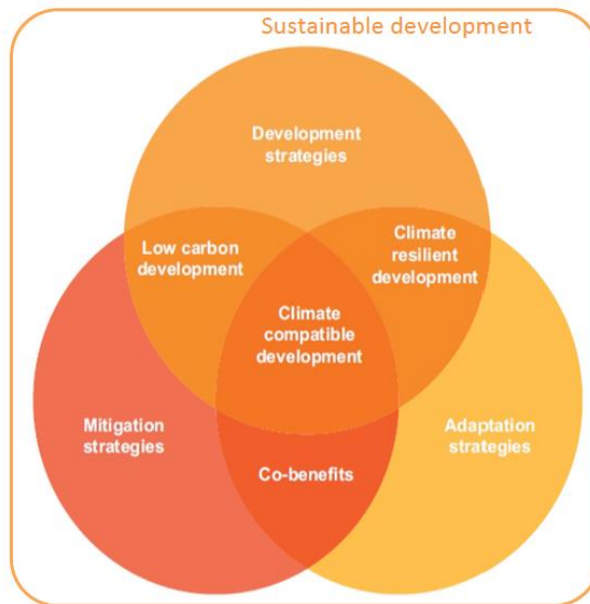 Sustainable development
Development
strategies
Low carbon
development
Climate
resilient
development
Climate
compatible
development
Mitigation
strategies
Adaptation
strategies
Co-benefits